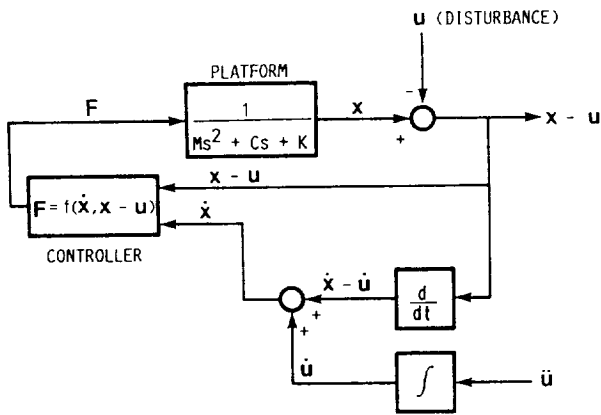 u (DISTURBANCE)
PLATFORM
F
1
Ms² + Cs + K
x
-
+
x - u
x - u
F = f(ẋ, x - u)
ẋ
CONTROLLER
ẋ - u̇
d
dt
+
+
u̇
∫
ü